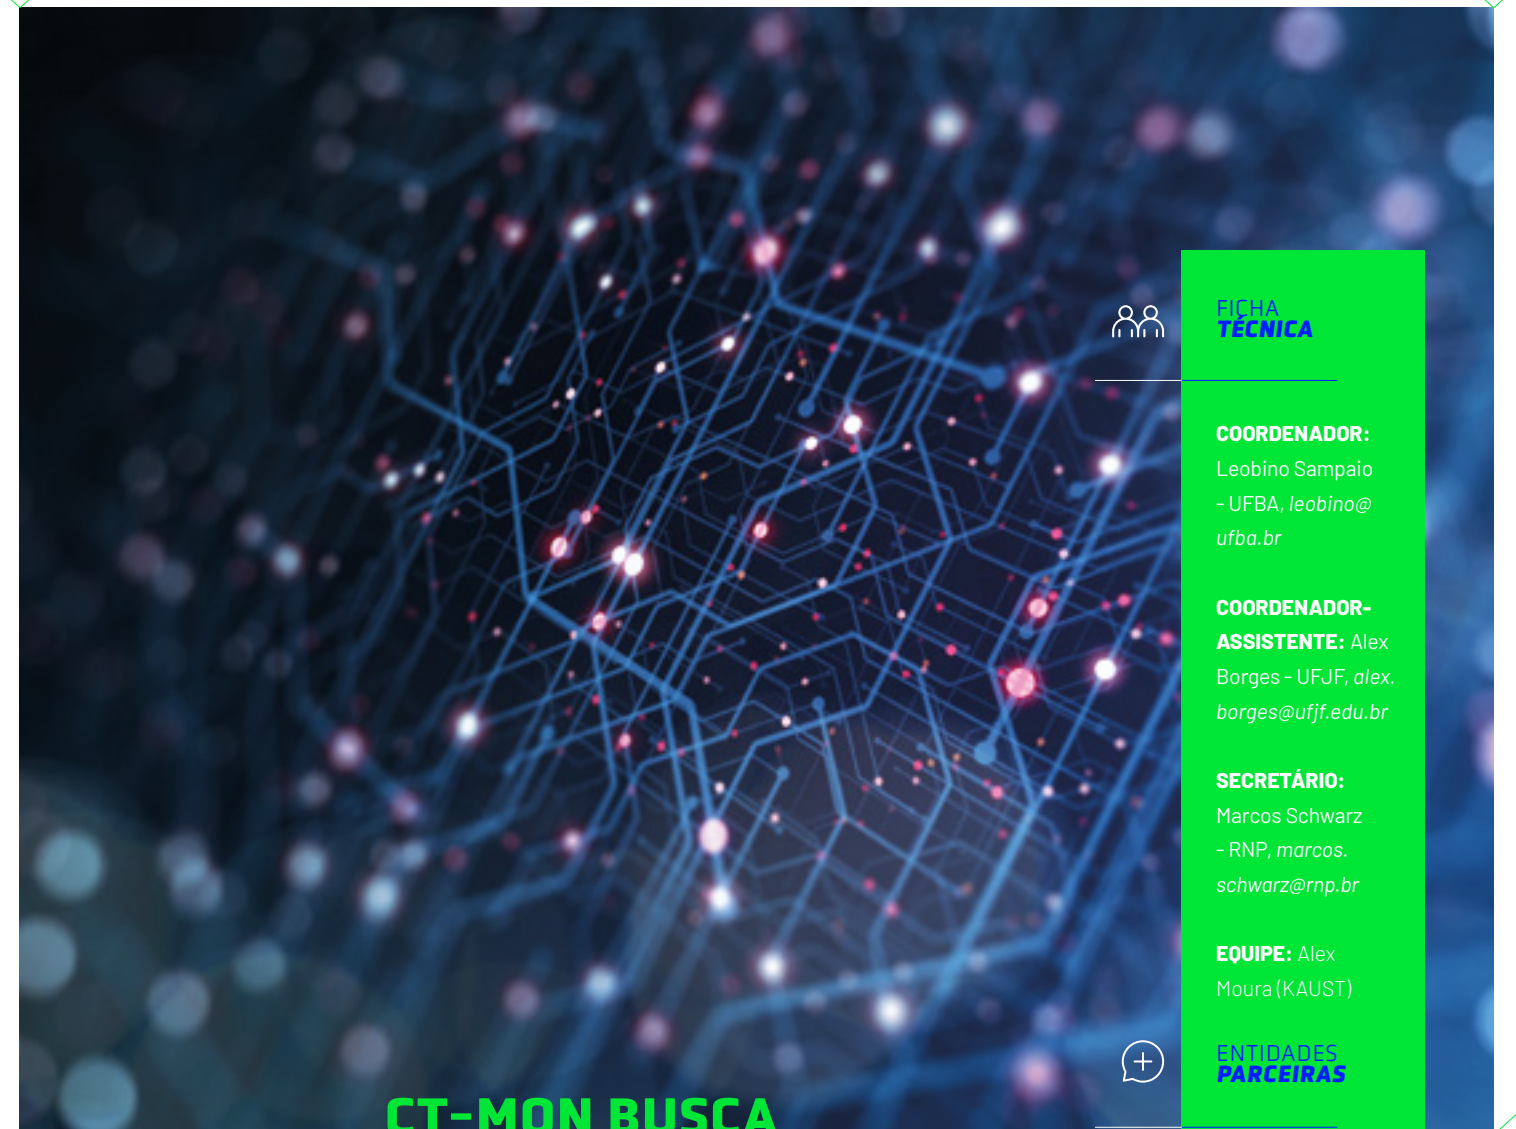 FICHA
TÉCNICA
COORDENADOR:
Leobino Sampaio
- UFBA, leobino@
ufba.br
COORDENADOR-
ASSISTENTE: Alex
Borges - UFJF, alex.
borges@ufjf.edu.br
SECRETÁRIO:
Marcos Schwarz
- RNP, marcos.
schwarz@rnp.br
EQUIPE: Alex
Moura (KAUST)
ENTIDADES
PARCEIRAS
CT-MON BUSCA